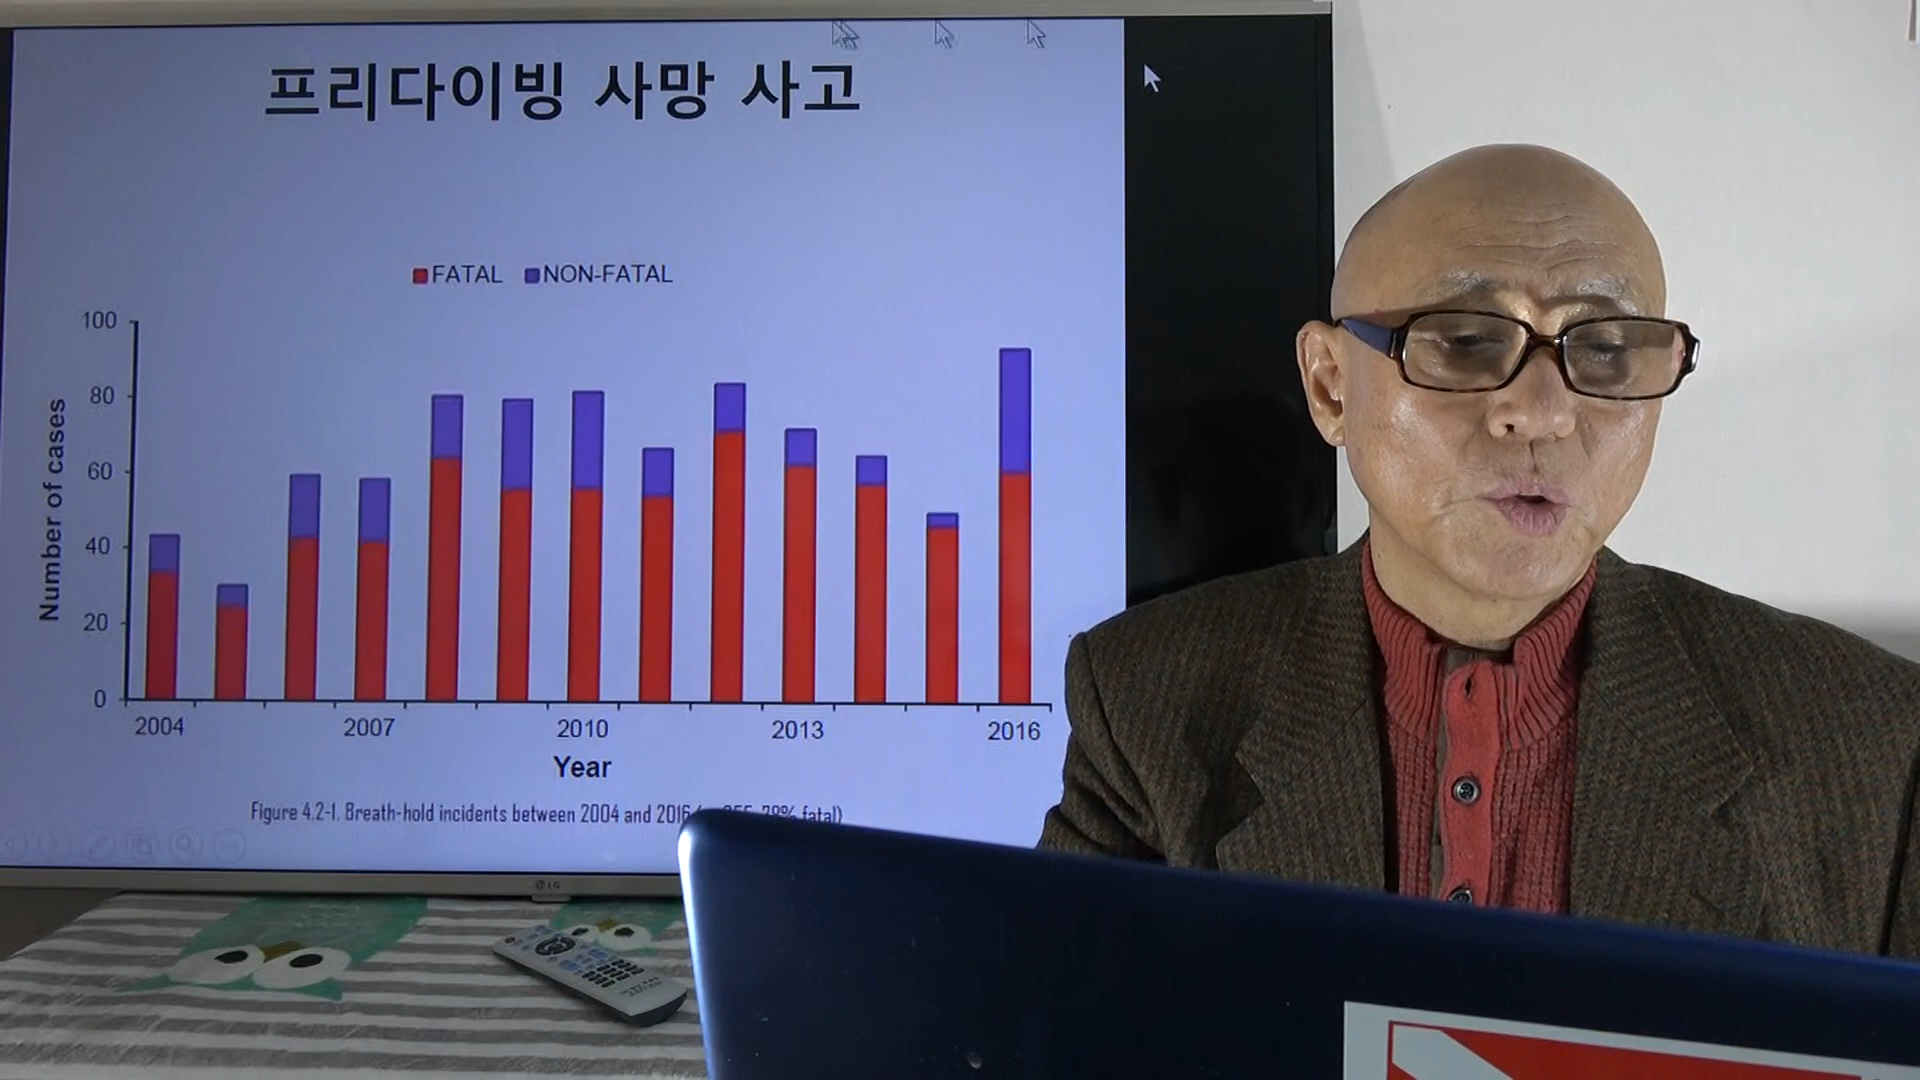 프리다이빙 사망 사고
FATAL NON-FATAL
100
80
60
40
20
0
Number of cases
2004 2007 2010 2013 2016
Year
Figure 4.2-1. Breath-hold incidents between 2004 and 2016 fatal)
LG